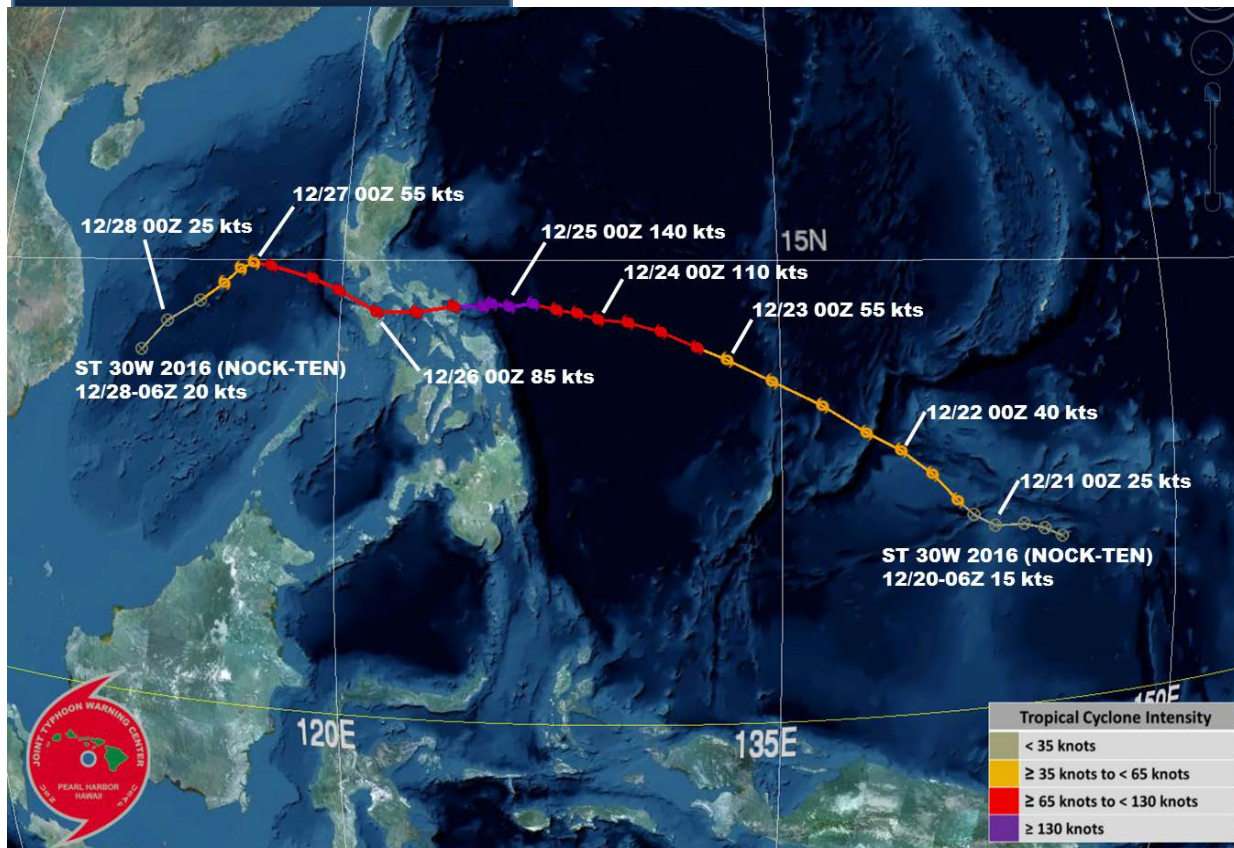 12/27 00Z 55 kts
12/28 00Z 25 kts
12/25 00Z 140 kts
15N
12/24 00Z 110 kts
12/23 00Z 55 kts
ST 30W 2016 (NOCK-TEN)
12/28-06Z 20 kts
12/26 00Z 85 kts
12/22 00Z 40 kts
12/21 00Z 25 kts
ST 30W 2016 (NOCK-TEN)
12/20-06Z 15 kts
120E
135E
150E
JOINT TYPHOON WARNING CENTER
PEARL HARBOR
HAWAII
Tropical Cyclone Intensity
< 35 knots
≥ 35 knots to < 65 knots
≥ 65 knots to < 130 knots
≥ 130 knots